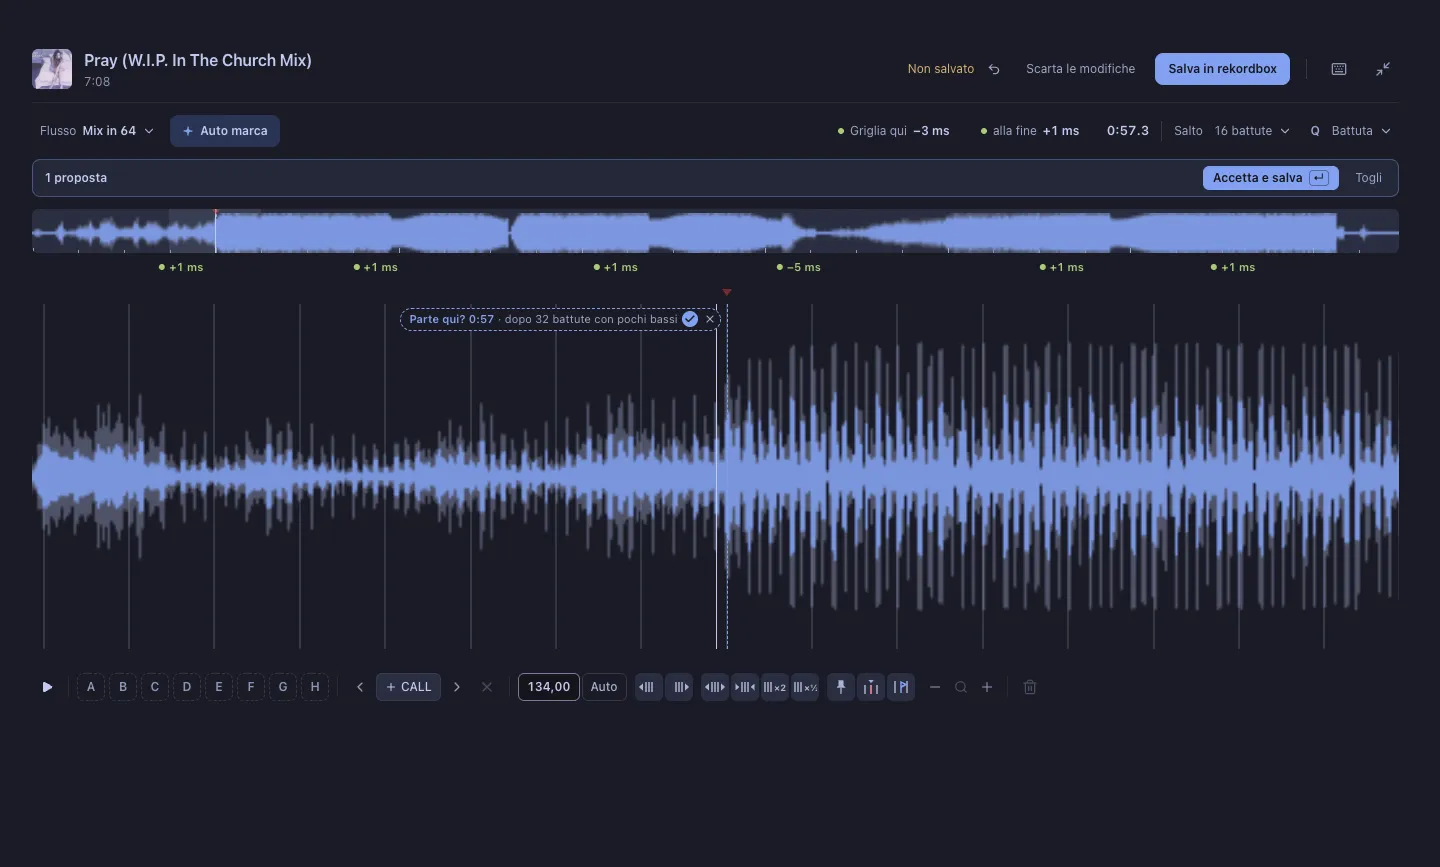 Pray (W.I.P. In The Church Mix)
7:08
Non salvato Scarta le modifiche Salva in rekordbox
Flusso Mix in 64 Auto marca Griglia qui −3 ms alla fine +1 ms 0:57.3 Salto 16 battute Q Battuta
1 proposta Accetta e salva Togli
+1 ms +1 ms +1 ms −5 ms +1 ms +1 ms
Parte qui? 0:57 · dopo 32 battute con pochi bassi
A B C D E F G H + CALL 134,00 Auto ×2 ×½